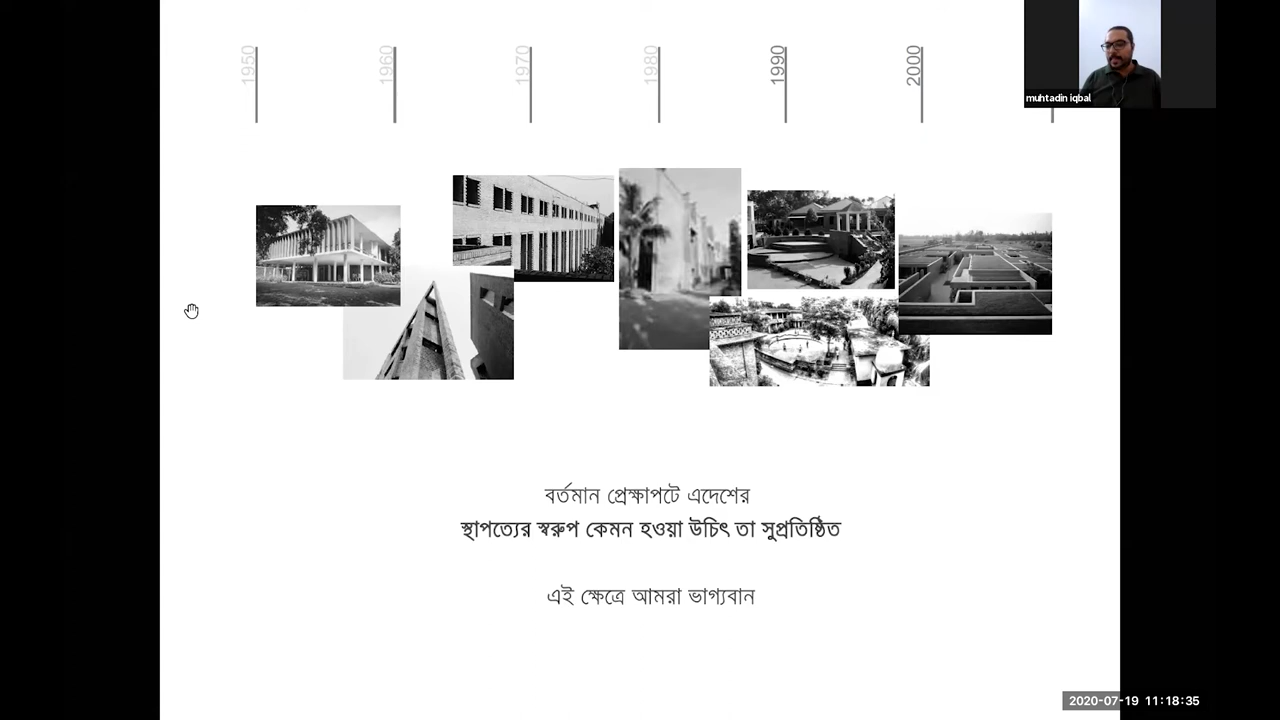 1950
1960
1970
1980
1990
2000
muhtadin iqbal
বর্তমান প্রেক্ষাপটে এদেশের
স্থাপত্যের স্বরুপ কেমন হওয়া উচিৎ তা সুপ্রতিষ্ঠিত
এই ক্ষেত্রে আমরা ভাগ্যবান
2020-07-19 11:18:35